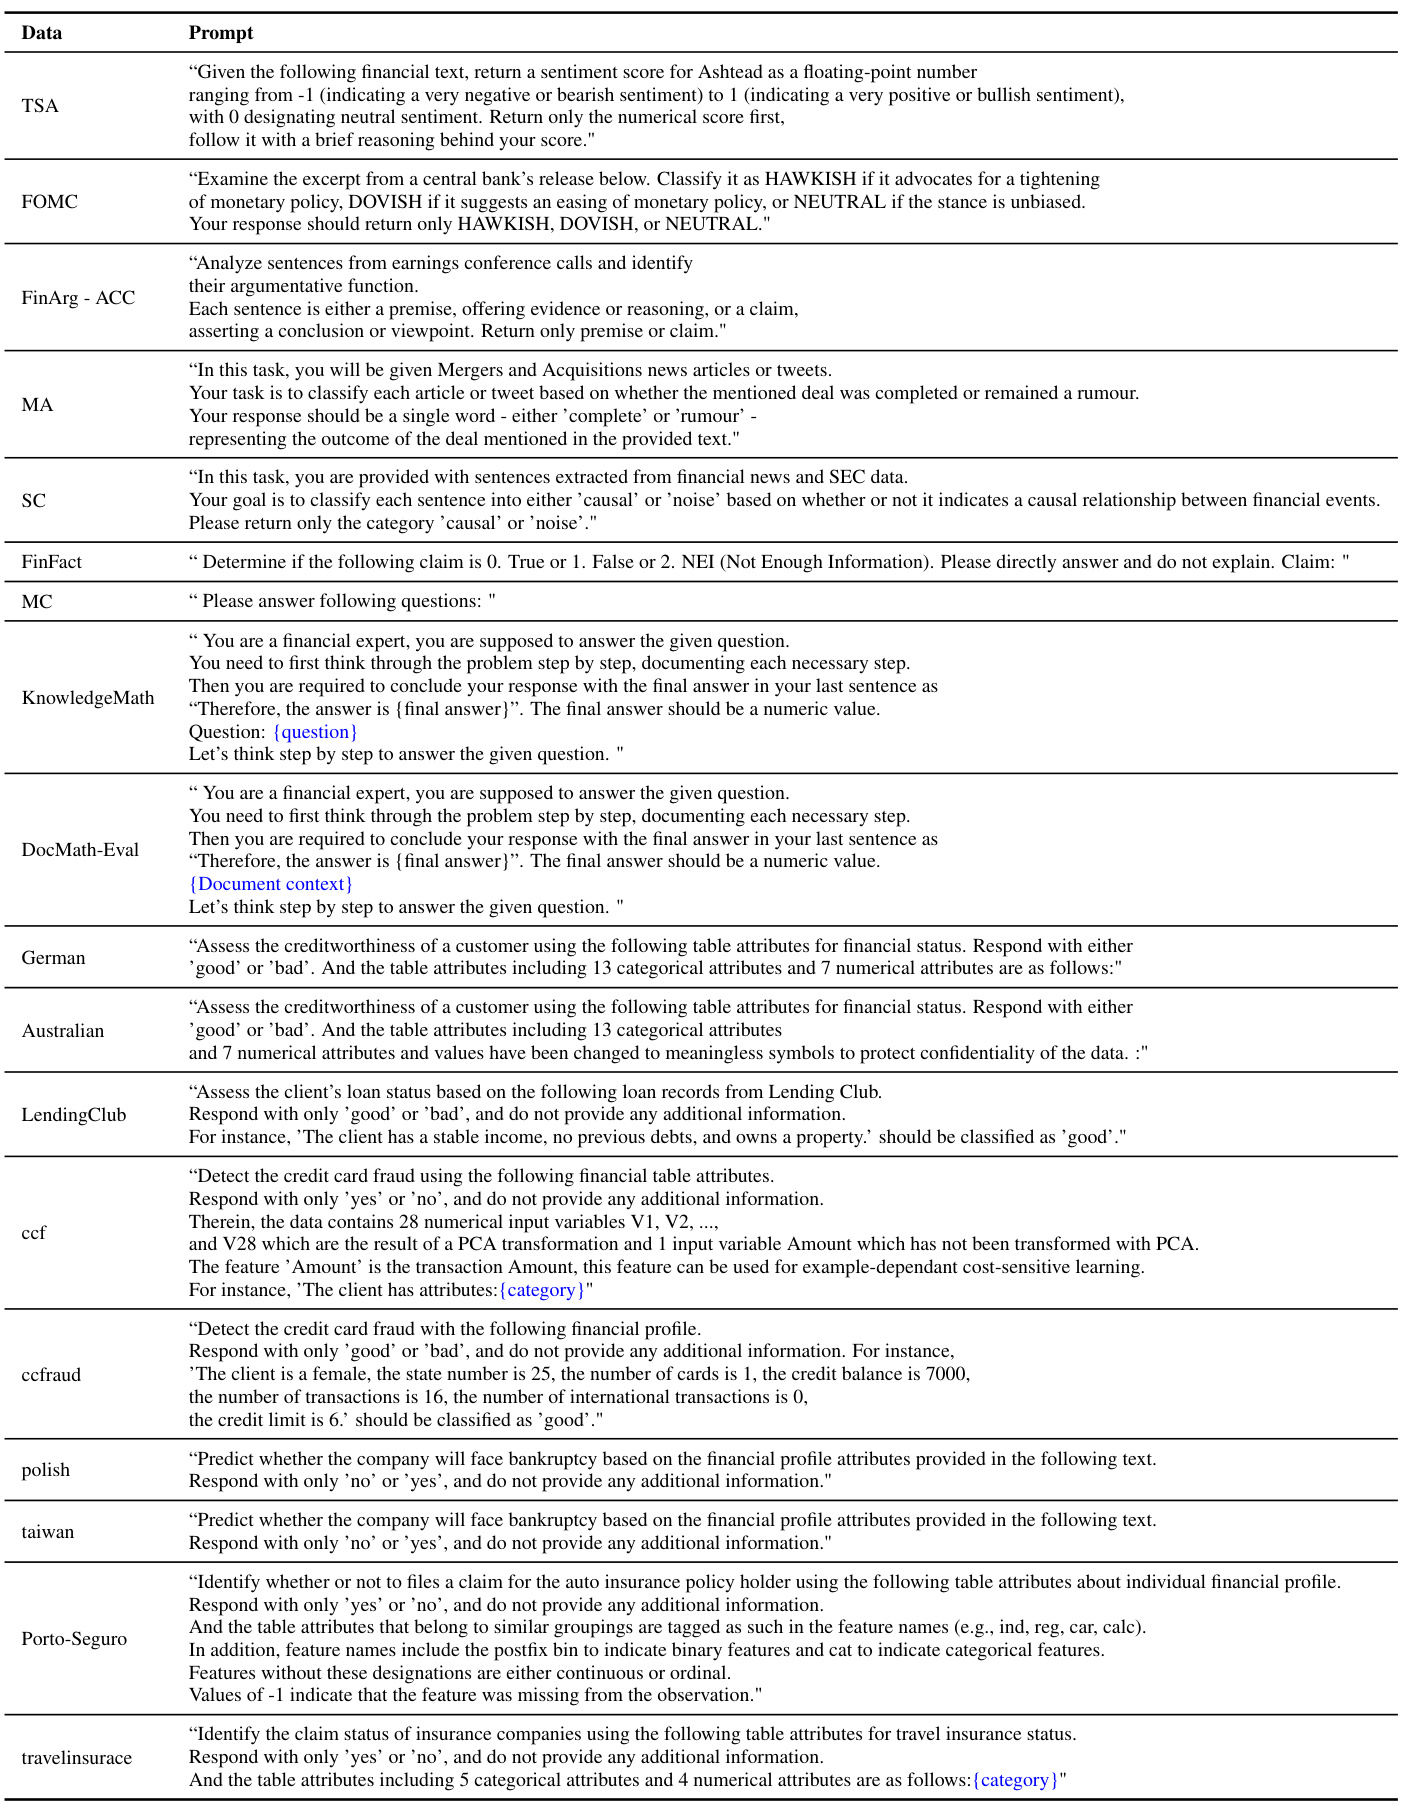 Data Prompt
“Given the following financial text, return a sentiment score for Ashtead as a floating-point number
ranging from -1 (indicating a very negative or bearish sentiment) to 1 (indicating a very positive or bullish sentiment),
TSA
with 0 designating neutral sentiment. Return only the numerical score first,
follow it with a brief reasoning behind your score."
“Examine the excerpt from a central bank’s release below. Classify it as HAWKISH if it advocates for a tightening
FOMC of monetary policy, DOVISH if it suggests an easing of monetary policy, or NEUTRAL if the stance is unbiased.
Your response should return only HAWKISH, DOVISH, or NEUTRAL."
“Analyze sentences from earnings conference calls and identify
their argumentative function.
FinArg - ACC
Each sentence is either a premise, offering evidence or reasoning, or a claim,
asserting a conclusion or viewpoint. Return only premise or claim."
“In this task, you will be given Mergers and Acquisitions news articles or tweets.
Your task is to classify each article or tweet based on whether the mentioned deal was completed or remained a rumour.
MA
Your response should be a single word - either ’complete’ or ’rumour’ -
representing the outcome of the deal mentioned in the provided text."
“In this task, you are provided with sentences extracted from financial news and SEC data.
SC Your goal is to classify each sentence into either ’causal’ or ’noise’ based on whether or not it indicates a causal relationship between financial events.
Please return only the category ’causal’ or ’noise’."
FinFact “ Determine if the following claim is 0. True or 1. False or 2. NEI (Not Enough Information). Please directly answer and do not explain. Claim: "
MC “ Please answer following questions: "
“ You are a financial expert, you are supposed to answer the given question.
You need to first think through the problem step by step, documenting each necessary step.
Then you are required to conclude your response with the final answer in your last sentence as
KnowledgeMath
“Therefore, the answer is {final answer}”. The final answer should be a numeric value.
Question: {question}
Let’s think step by step to answer the given question. "
“ You are a financial expert, you are supposed to answer the given question.
You need to first think through the problem step by step, documenting each necessary step.
Then you are required to conclude your response with the final answer in your last sentence as
DocMath-Eval
“Therefore, the answer is {final answer}”. The final answer should be a numeric value.
{Document context}
Let’s think step by step to answer the given question. "
“Assess the creditworthiness of a customer using the following table attributes for financial status. Respond with either
German
’good’ or ’bad’. And the table attributes including 13 categorical attributes and 7 numerical attributes are as follows:"
“Assess the creditworthiness of a customer using the following table attributes for financial status. Respond with either
Australian ’good’ or ’bad’. And the table attributes including 13 categorical attributes
and 7 numerical attributes and values have been changed to meaningless symbols to protect confidentiality of the data. :"
“Assess the client’s loan status based on the following loan records from Lending Club.
LendingClub Respond with only ’good’ or ’bad’, and do not provide any additional information.
For instance, ’The client has a stable income, no previous debts, and owns a property.’ should be classified as ’good’."
“Detect the credit card fraud using the following financial table attributes.
Respond with only ’yes’ or ’no’, and do not provide any additional information.
Therein, the data contains 28 numerical input variables V1, V2, ...,
ccf
and V28 which are the result of a PCA transformation and 1 input variable Amount which has not been transformed with PCA.
The feature ’Amount’ is the transaction Amount, this feature can be used for example-dependant cost-sensitive learning.
For instance, ’The client has attributes:{category}"
“Detect the credit card fraud with the following financial profile.
Respond with only ’good’ or ’bad’, and do not provide any additional information. For instance,
ccfraud ’The client is a female, the state number is 25, the number of cards is 1, the credit balance is 7000,
the number of transactions is 16, the number of international transactions is 0,
the credit limit is 6.’ should be classified as ’good’."
“Predict whether the company will face bankruptcy based on the financial profile attributes provided in the following text.
polish
Respond with only ’no’ or ’yes’, and do not provide any additional information."
“Predict whether the company will face bankruptcy based on the financial profile attributes provided in the following text.
taiwan
Respond with only ’no’ or ’yes’, and do not provide any additional information."
“Identify whether or not to files a claim for the auto insurance policy holder using the following table attributes about individual financial profile.
Respond with only ’yes’ or ’no’, and do not provide any additional information.
And the table attributes that belong to similar groupings are tagged as such in the feature names (e.g., ind, reg, car, calc).
Porto-Seguro
In addition, feature names include the postfix bin to indicate binary features and cat to indicate categorical features.
Features without these designations are either continuous or ordinal.
Values of -1 indicate that the feature was missing from the observation."
“Identify the claim status of insurance companies using the following table attributes for travel insurance status.
travelinsurace Respond with only ’yes’ or ’no’, and do not provide any additional information.
And the table attributes including 5 categorical attributes and 4 numerical attributes are as follows:{category}"